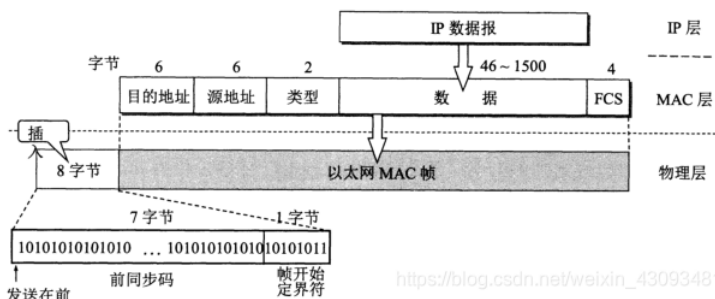 IP 数据报
IP 层
字节
6
6
2
46~1500
4
目的地址
源地址
类型
数 据
FCS
MAC 层
插
8 字节
以太网 MAC 帧
物理层
7 字节
1 字节
10101010101010 ... 101010101010
10101011
发送在前
前同步码
帧开始
定界符
https://blog.csdn.net/weixin_4309348